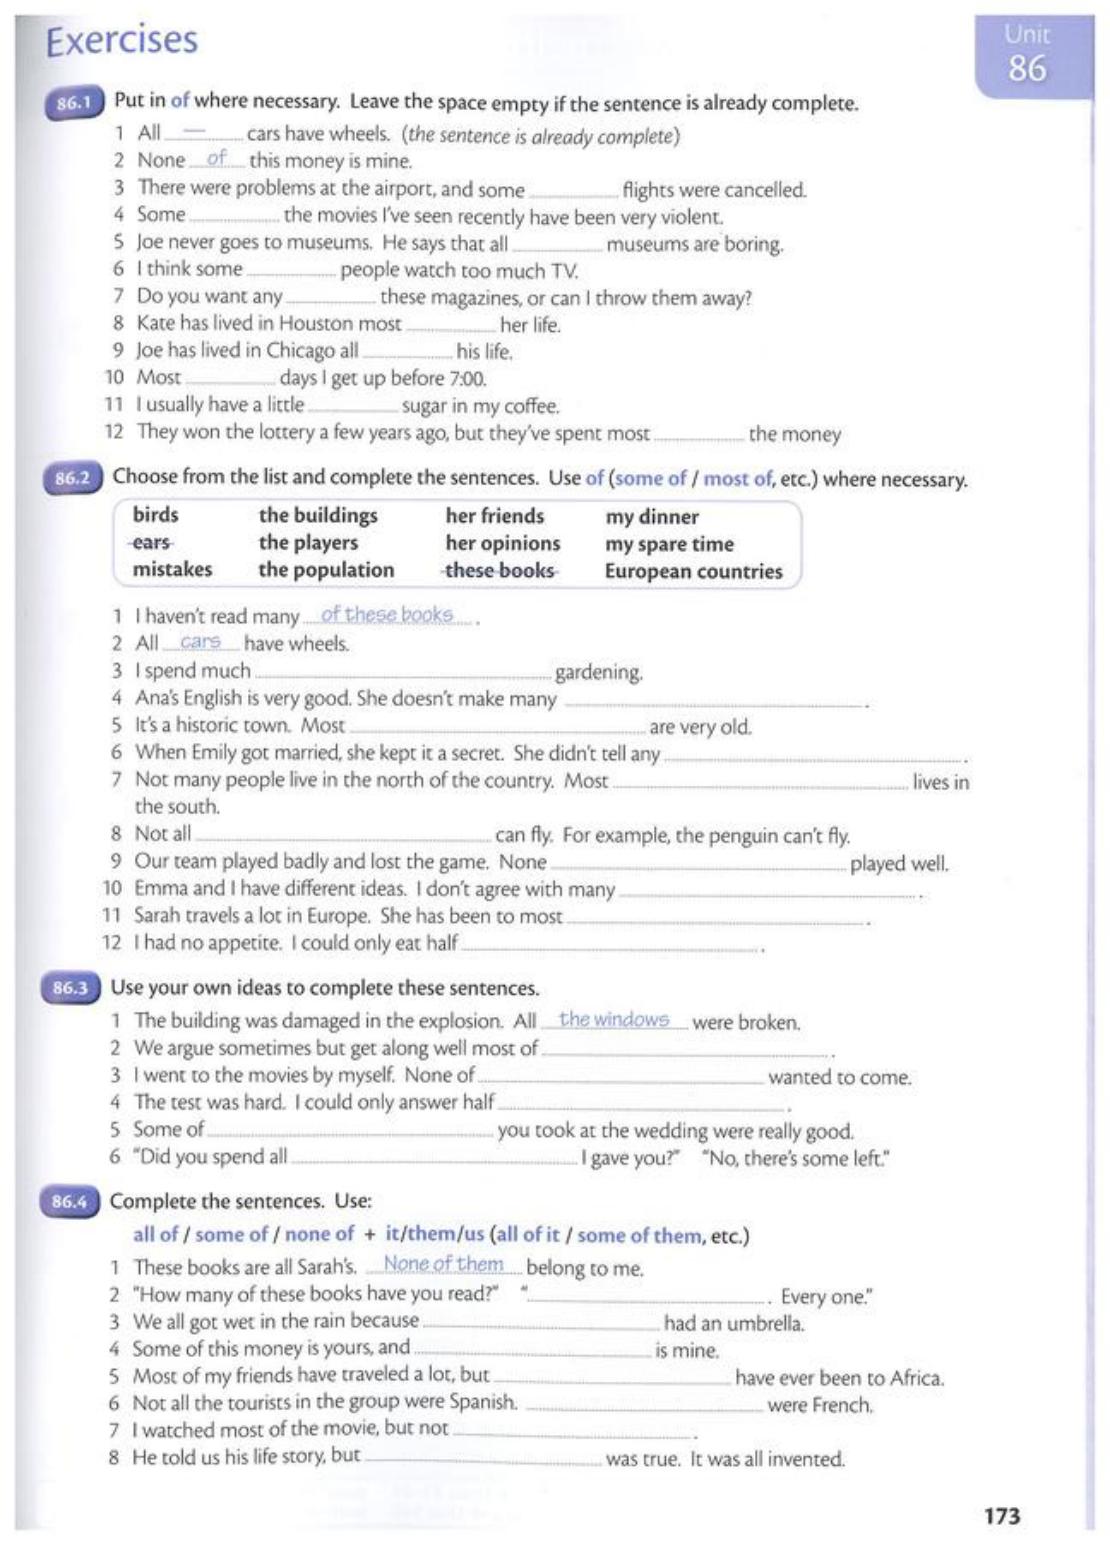 Exercises
Unit
86
86.1 Put in of where necessary. Leave the space empty if the sentence is already complete.
1 All — cars have wheels. (the sentence is already complete)
2 None of this money is mine.
3 There were problems at the airport, and some flights were cancelled.
4 Some the movies I've seen recently have been very violent.
5 Joe never goes to museums. He says that all museums are boring.
6 I think some people watch too much TV.
7 Do you want any these magazines, or can I throw them away?
8 Kate has lived in Houston most her life.
9 Joe has lived in Chicago all his life.
10 Most days I get up before 7:00.
11 I usually have a little sugar in my coffee.
12 They won the lottery a few years ago, but they've spent most the money
86.2 Choose from the list and complete the sentences. Use of (some of / most of, etc.) where necessary.
birds the buildings her friends my dinner
cars the players her opinions my spare time
mistakes the population these books European countries
1 I haven't read many of these books .
2 All cars have wheels.
3 I spend much gardening.
4 Ana's English is very good. She doesn't make many .
5 It's a historic town. Most are very old.
6 When Emily got married, she kept it a secret. She didn't tell any .
7 Not many people live in the north of the country. Most lives in
the south.
8 Not all can fly. For example, the penguin can't fly.
9 Our team played badly and lost the game. None played well.
10 Emma and I have different ideas. I don't agree with many .
11 Sarah travels a lot in Europe. She has been to most .
12 I had no appetite. I could only eat half .
86.3 Use your own ideas to complete these sentences.
1 The building was damaged in the explosion. All the windows were broken.
2 We argue sometimes but get along well most of .
3 I went to the movies by myself. None of wanted to come.
4 The test was hard. I could only answer half .
5 Some of you took at the wedding were really good.
6 "Did you spend all I gave you?" "No, there's some left."
86.4 Complete the sentences. Use:
all of / some of / none of + it/them/us (all of it / some of them, etc.)
1 These books are all Sarah's. None of them belong to me.
2 "How many of these books have you read?" " . Every one."
3 We all got wet in the rain because had an umbrella.
4 Some of this money is yours, and is mine.
5 Most of my friends have traveled a lot, but have ever been to Africa.
6 Not all the tourists in the group were Spanish. were French.
7 I watched most of the movie, but not .
8 He told us his life story, but was true. It was all invented.
173